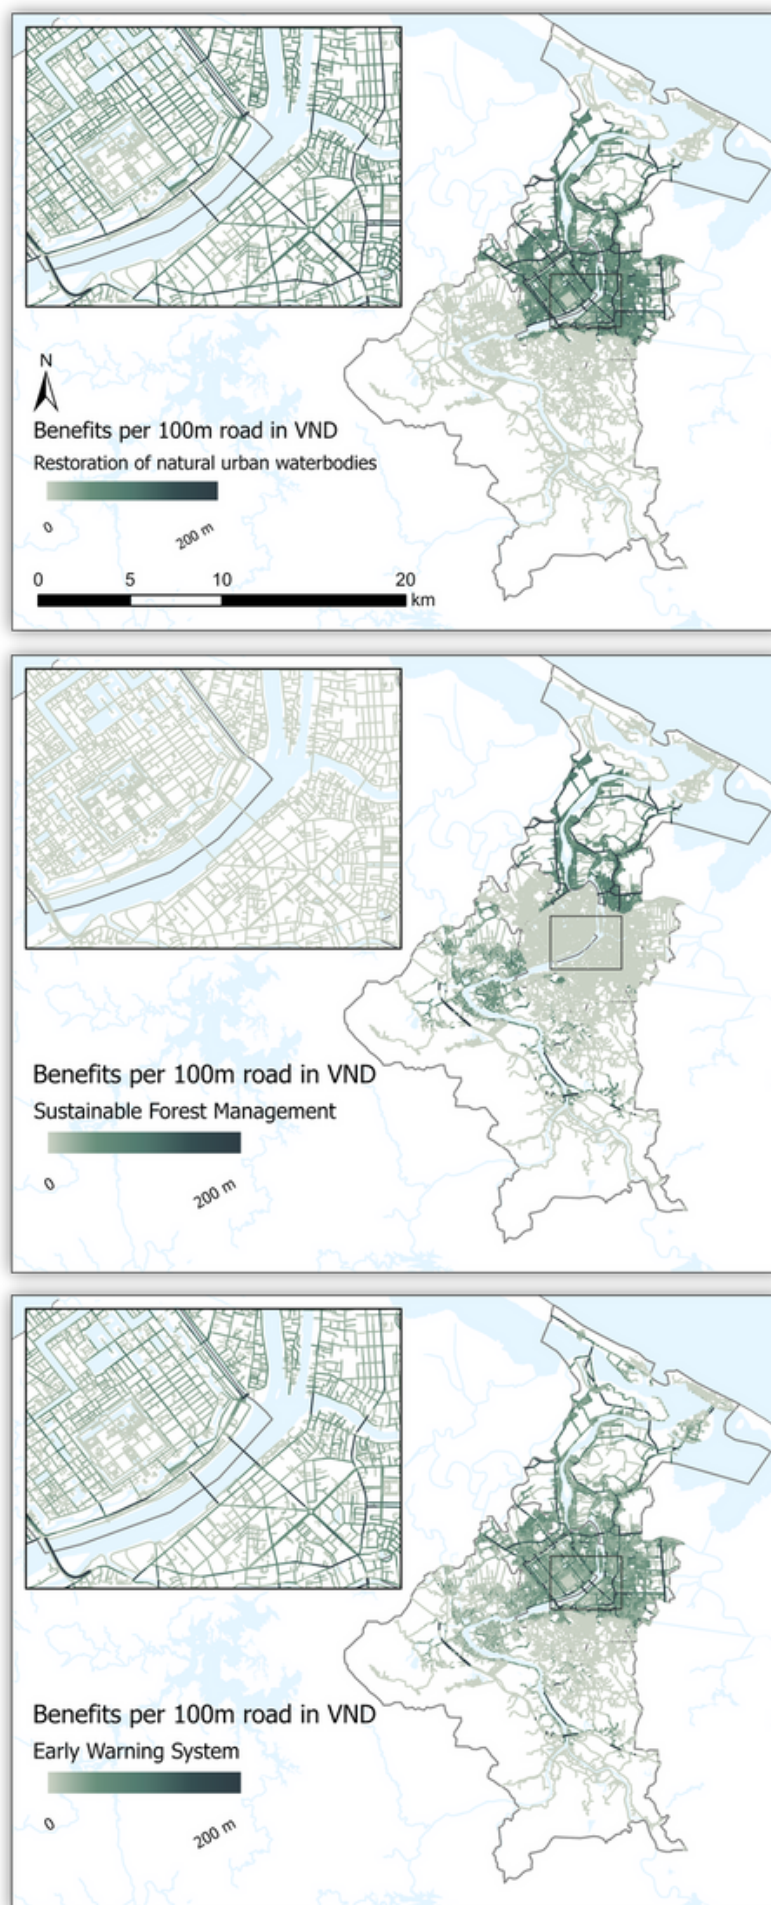 N
Benefits per 100m road in VND
Restoration of natural urban waterbodies
0 200 m
0 5 10 20
km
Benefits per 100m road in VND
Sustainable Forest Management
0 200 m
Benefits per 100m road in VND
Early Warning System
0 200 m